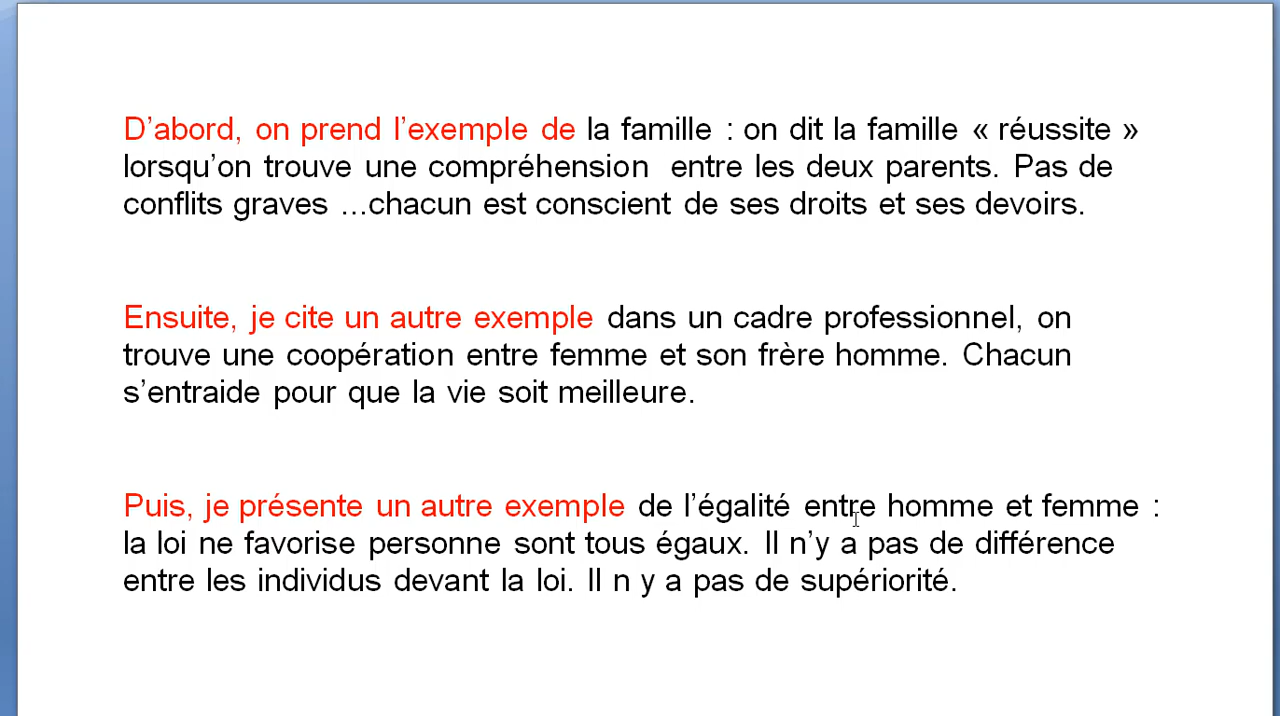 D’abord, on prend l’exemple de la famille : on dit la famille « réussite »
lorsqu’on trouve une compréhension  entre les deux parents. Pas de
conflits graves …chacun est conscient de ses droits et ses devoirs.
Ensuite, je cite un autre exemple dans un cadre professionnel, on
trouve une coopération entre femme et son frère homme. Chacun
s’entraide pour que la vie soit meilleure.
Puis, je présente un autre exemple de l’égalité entre homme et femme :
la loi ne favorise personne sont tous égaux. Il n’y a pas de différence
entre les individus devant la loi. Il n y a pas de supériorité.